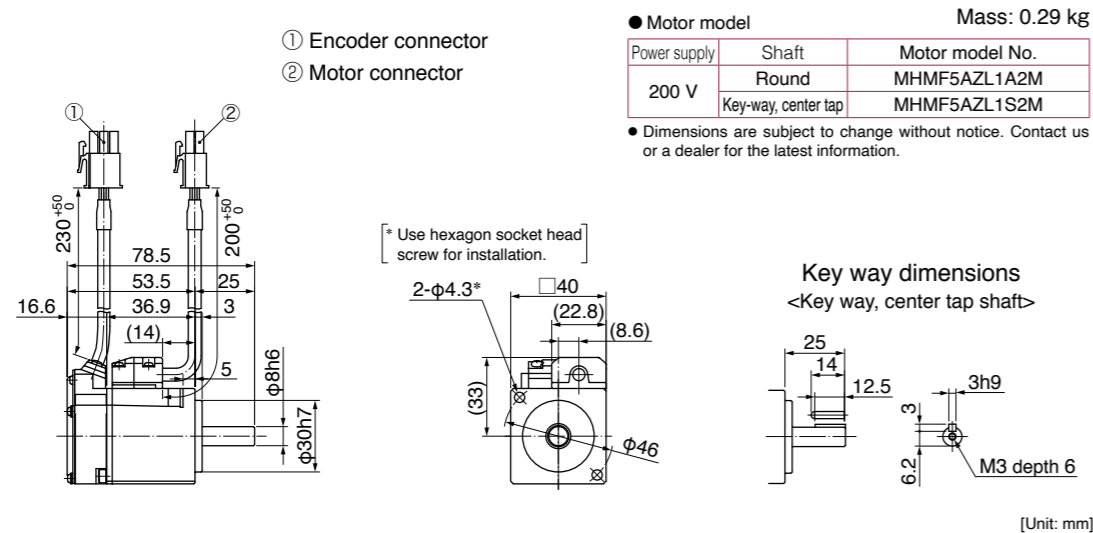 ① Encoder connector
② Motor connector
● Motor model
Mass: 0.29 kg
Power supply Shaft Motor model No.
200 V
Round MHMF5AZL1A2M
Key-way, center tap MHMF5AZL1S2M
● Dimensions are subject to change without notice. Contact us
or a dealer for the latest information.
① ②
230 +50 0
200 +50 0
78.5
53.5 25
16.6 36.9 3
(14)
5
ϕ8h6
ϕ30h7
* Use hexagon socket head
screw for installation.
2-ϕ4.3* □40
(22.8)
(8.6)
(33)
ϕ46
Key way dimensions
<Key way, center tap shaft>
25
14
12.5
3h9
3
6.2
M3 depth 6
[Unit: mm]